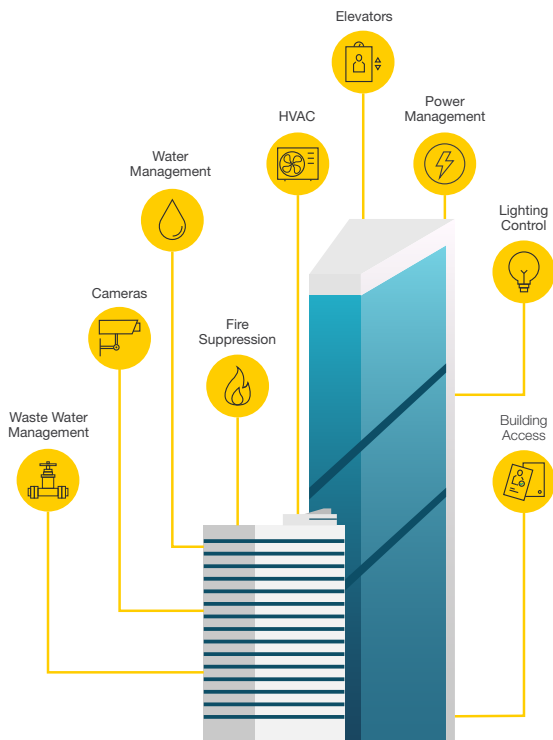 Elevators
HVAC
Power
Management
Water
Management
Lighting
Control
Cameras
Fire
Suppression
Waste Water
Management
Building
Access